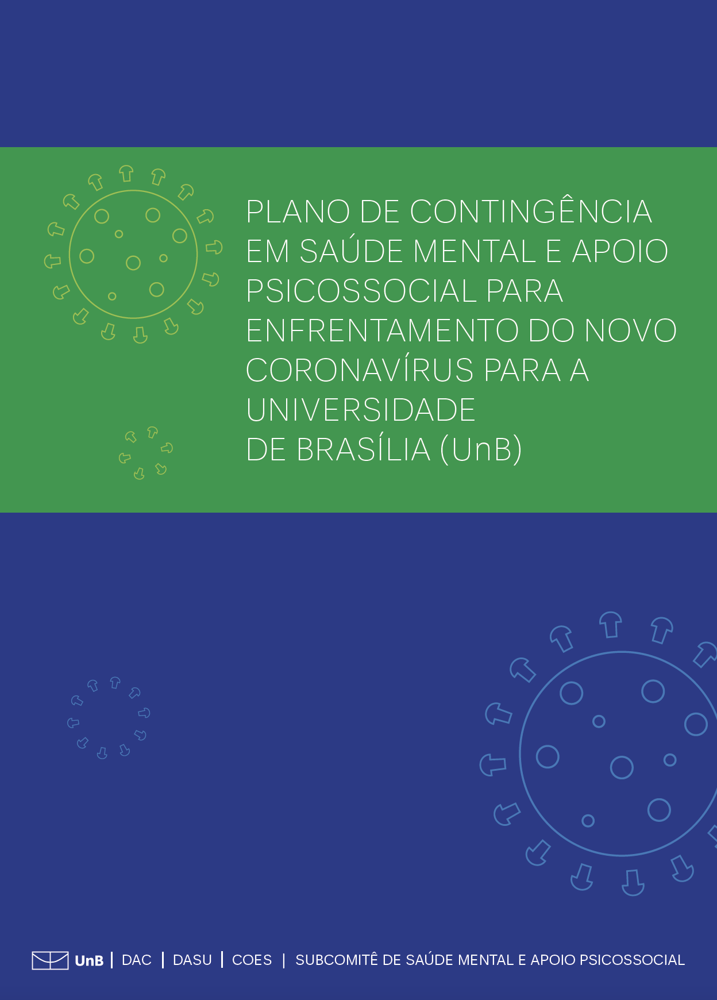 PLANO DE CONTINGÊNCIA
EM SAÚDE MENTAL E APOIO
PSICOSSOCIAL PARA
ENFRENTAMENTO DO NOVO
CORONAVÍRUS PARA A
UNIVERSIDADE
DE BRASÍLIA (UnB)
UnB | DAC | DASU | COES | SUBCOMITÊ DE SAÚDE MENTAL E APOIO PSICOSSOCIAL